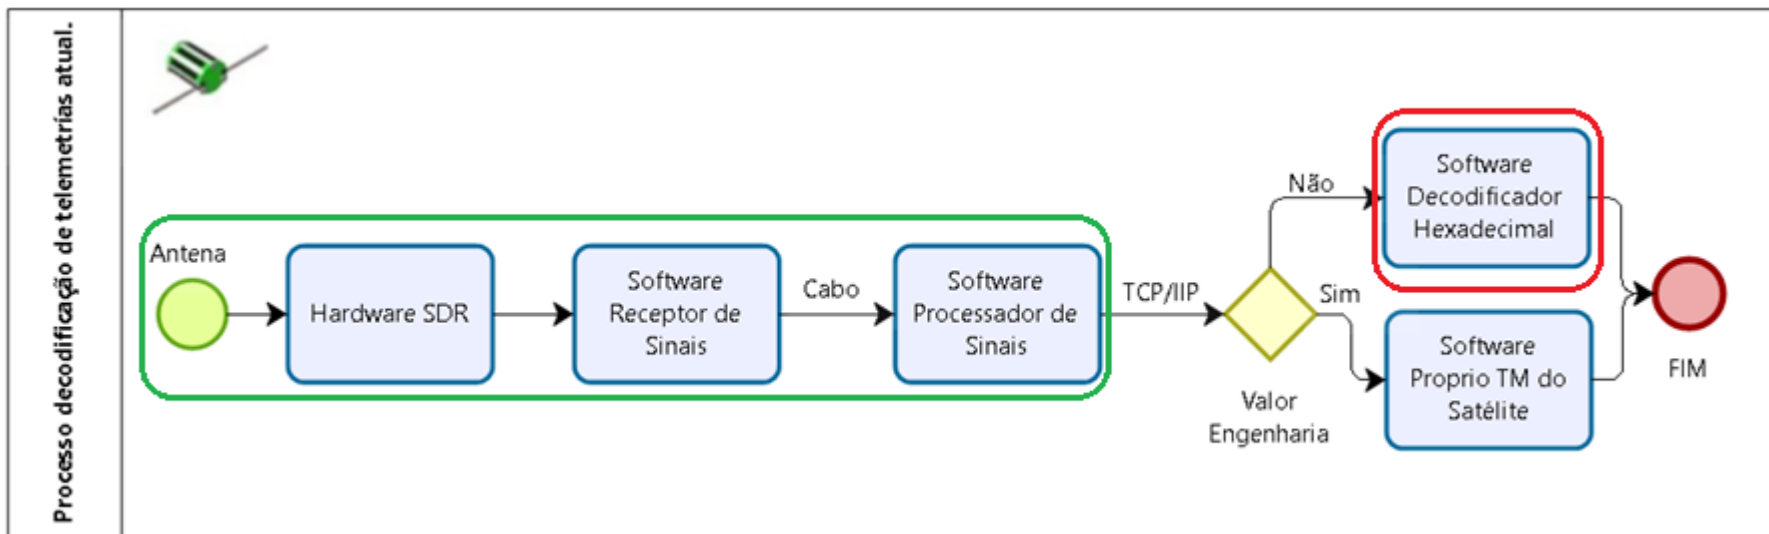 Processo decodificação de telemetrías atual.
Antena
Hardware SDR
Software
Receptor de
Sinais
Cabo
Software
Processador de
Sinais
TCP/IIP
Valor
Engenharia
Não
Software
Decodificador
Hexadecimal
Sim
Software
Proprio TM do
Satélite
FIM